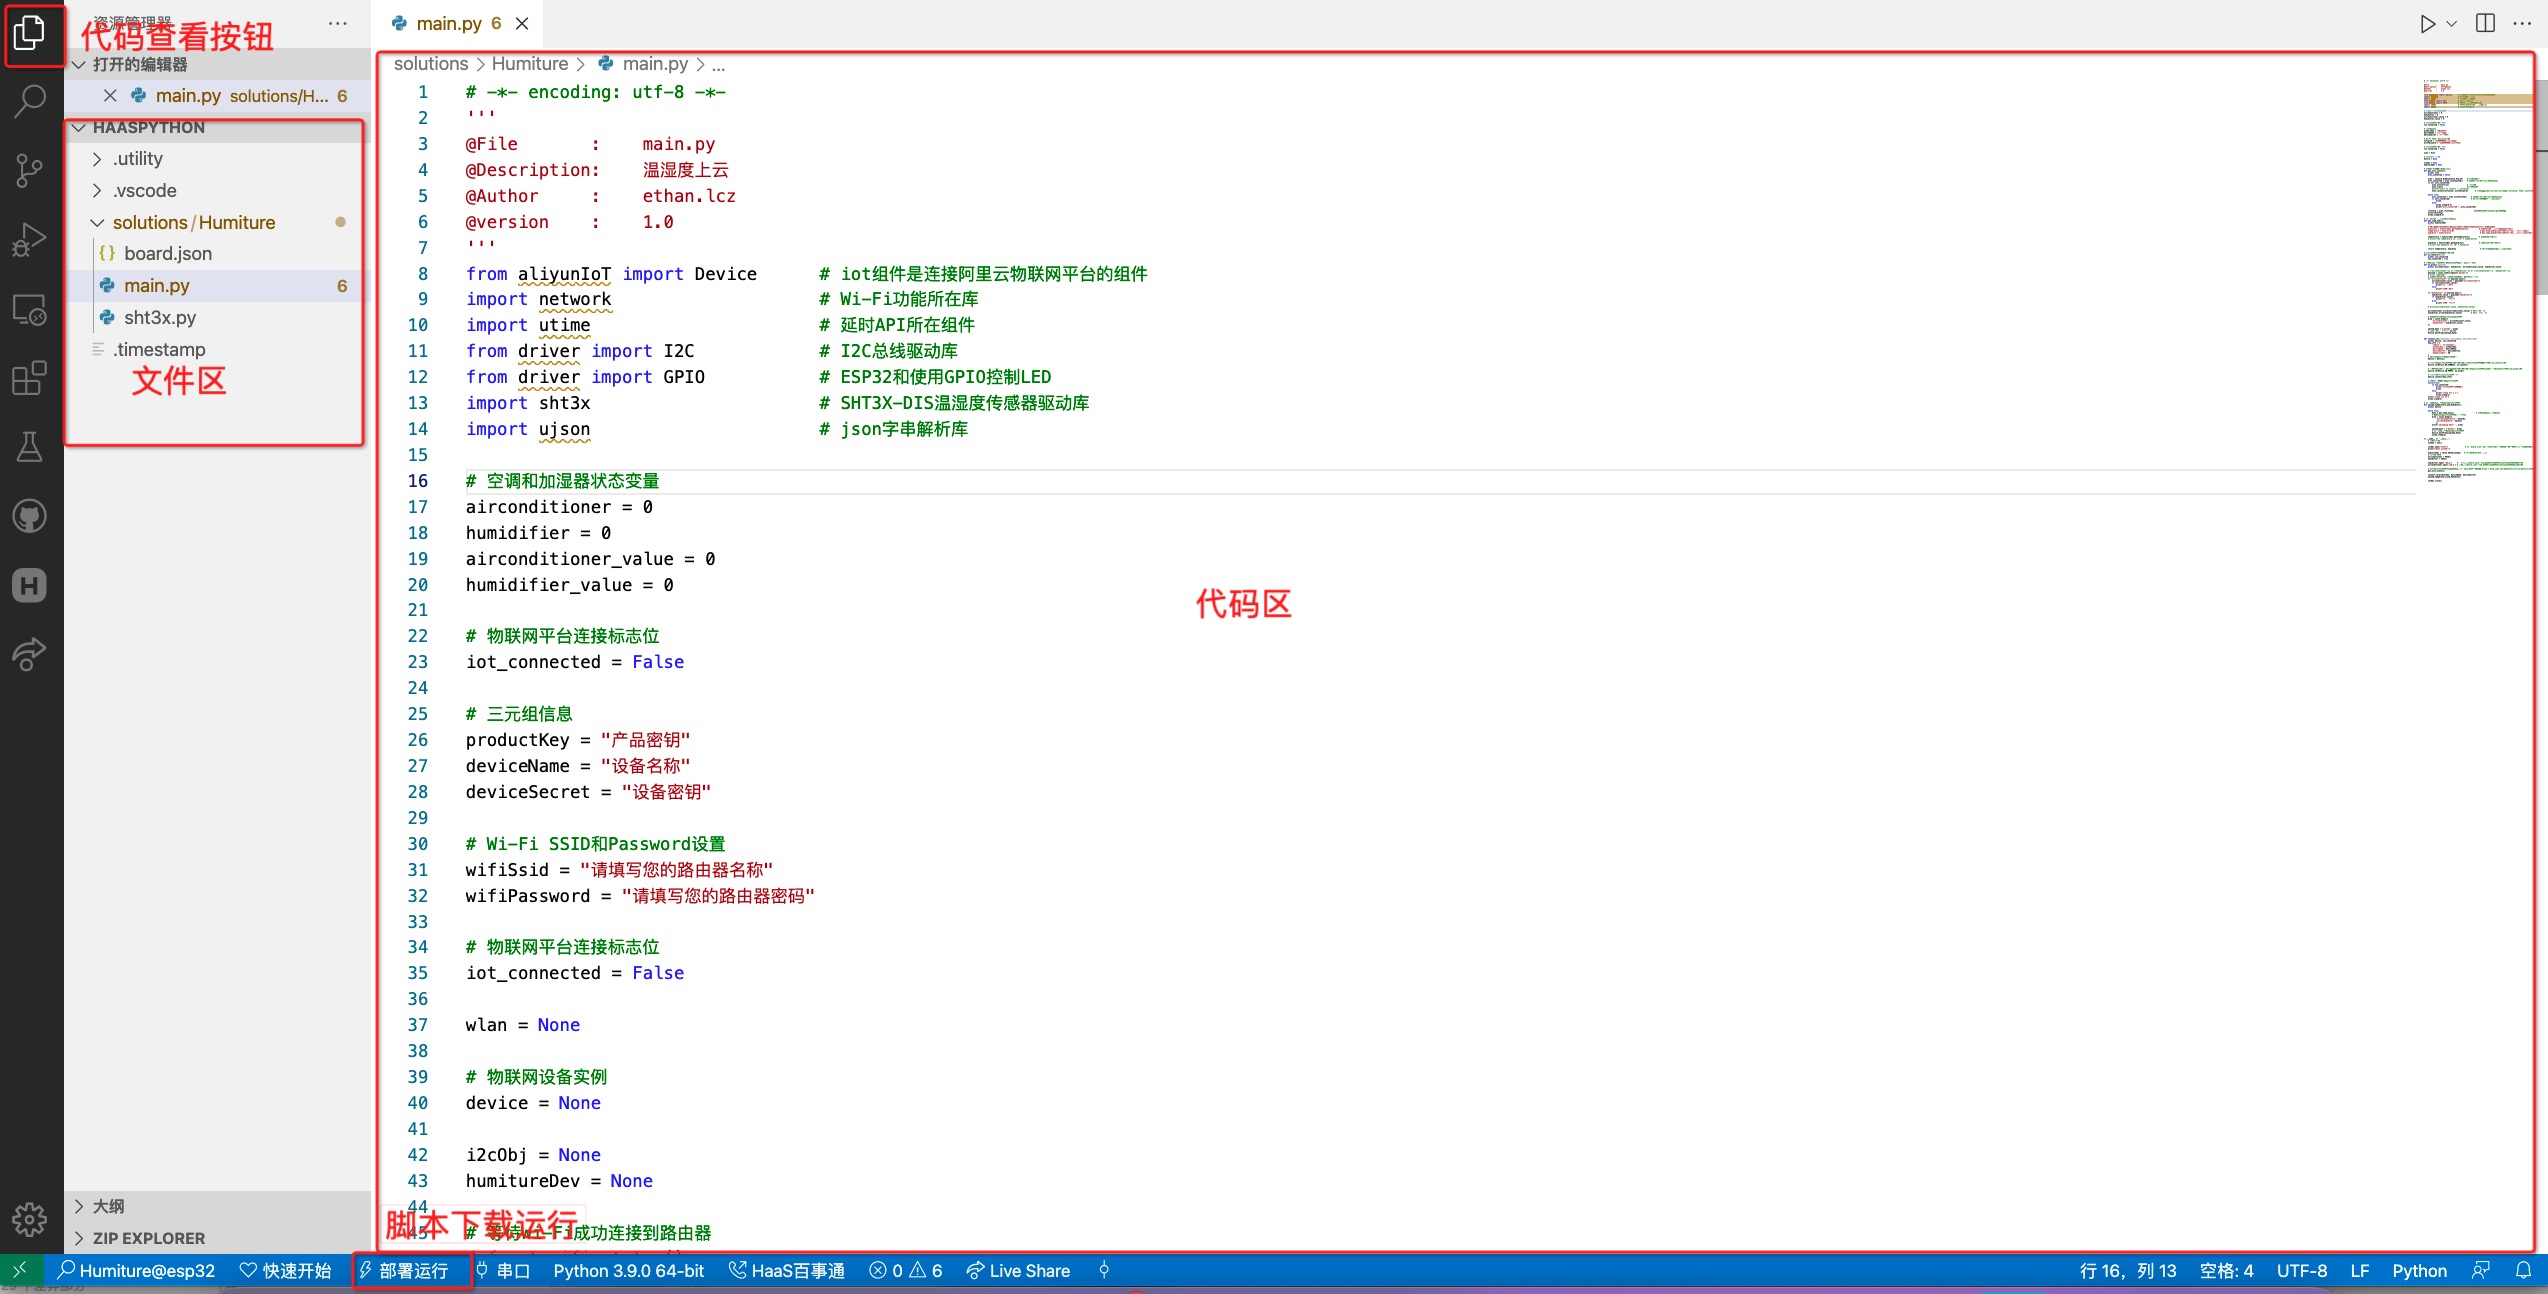 资源管理器
代码查看按钮
打开的编辑器
main.py solutions/H... 6
HAASPYTHON
.utility
.vscode
solutions/Humiture
board.json
main.py 6
sht3x.py
.timestamp
文件区
大纲
ZIP EXPLORER
main.py 6
solutions > Humiture > main.py > ...
1 # -*- encoding: utf-8 -*-
2 '''
3 @File : main.py
4 @Description: 温湿度上云
5 @Author : ethan.lcz
6 @version : 1.0
7 '''
8 from aliyunIoT import Device # iot组件是连接阿里云物联网平台的组件
9 import network # Wi-Fi功能所在库
10 import utime # 延时API所在组件
11 from driver import I2C # I2C总线驱动库
12 from driver import GPIO # ESP32和使用GPIO控制LED
13 import sht3x # SHT3X-DIS温湿度传感器驱动库
14 import ujson # json字串解析库
15
16 # 空调和加湿器状态变量
17 airconditioner = 0
18 humidifier = 0
19 airconditioner_value = 0
20 humidifier_value = 0
代码区
21
22 # 物联网平台连接标志位
23 iot_connected = False
24
25 # 三元组信息
26 productKey = "产品密钥"
27 deviceName = "设备名称"
28 deviceSecret = "设备密钥"
29
30 # Wi-Fi SSID和Password设置
31 wifiSsid = "请填写您的路由器名称"
32 wifiPassword = "请填写您的路由器密码"
33
34 # 物联网平台连接标志位
35 iot_connected = False
36
37 wlan = None
38
39 # 物联网设备实例
40 device = None
41
42 i2cObj = None
43 humitureDev = None
44
脚本下载运行
45 # 等待Wi-Fi成功连接到路由器
Humiture@esp32 快速开始 部署运行 串口 Python 3.9.0 64-bit HaaS百事通 0 6 Live Share 行 16，列 13 空格: 4 UTF-8 LF Python